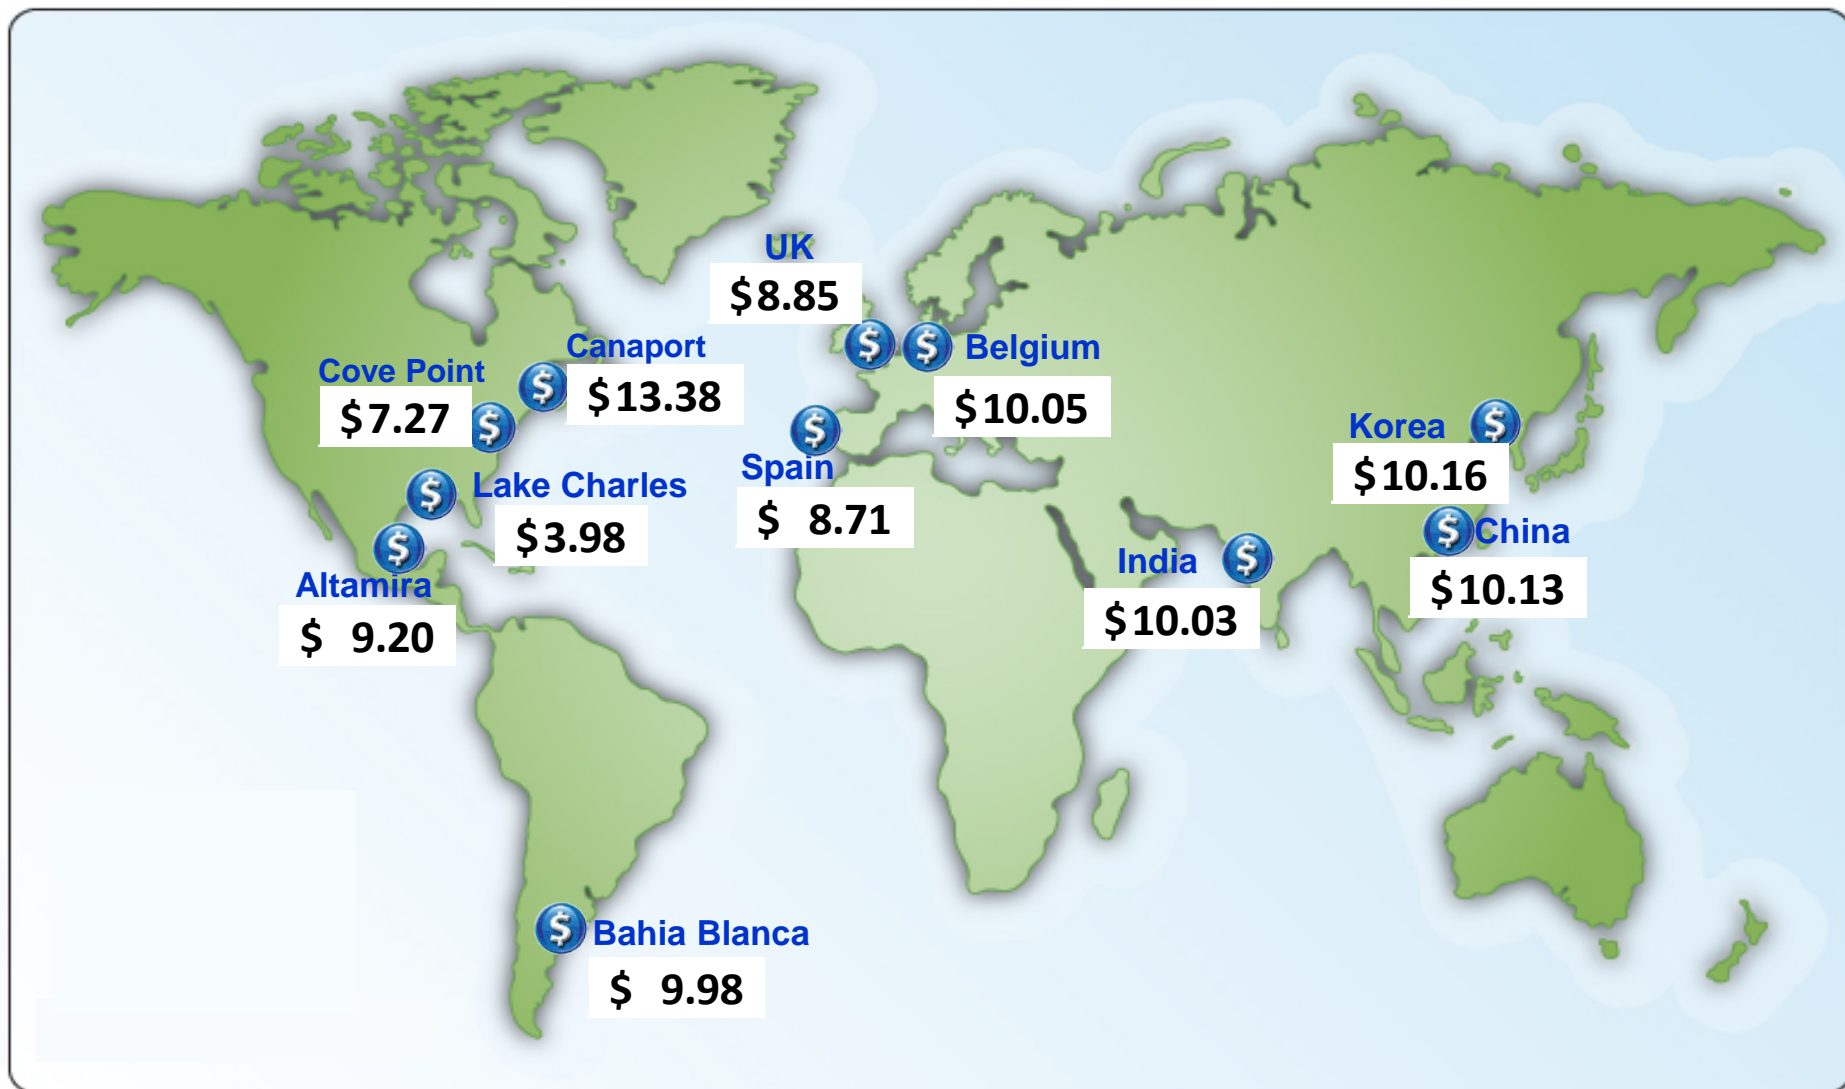 UK
$8.85
Canaport
$13.38
Cove Point
$7.27
Belgium
$10.05
Korea
$10.16
Spain
$ 8.71
Lake Charles
$3.98
China
$10.13
India
$10.03
Altamira
$ 9.20
Bahia Blanca
$ 9.98